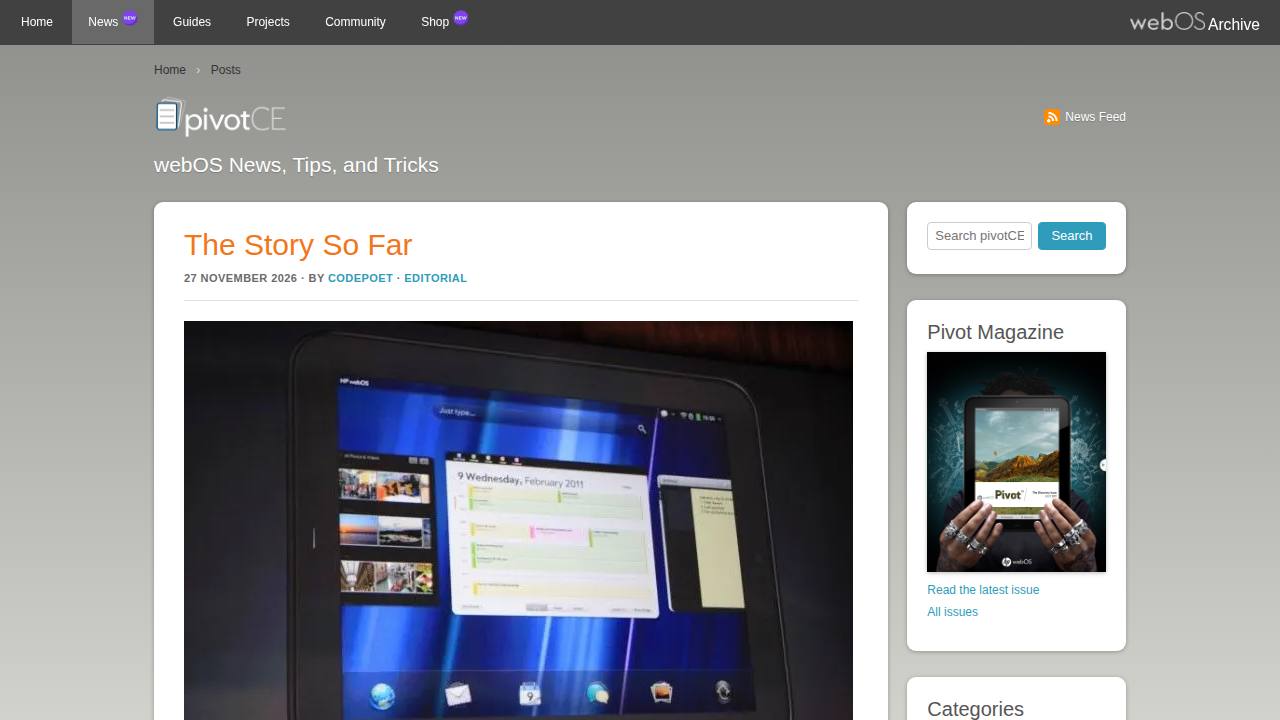 Home News NEW Guides Projects Community Shop NEW webOS Archive
Home › Posts
pivotCE
News Feed
webOS News, Tips, and Tricks
The Story So Far
27 NOVEMBER 2026 · BY CODEPOET · EDITORIAL
HP webOS
Just type...
9 Wednesday, February 2011
9
Search pivotCE Search
Pivot Magazine
Pivot
hp webOS
Read the latest issue
All issues
Categories